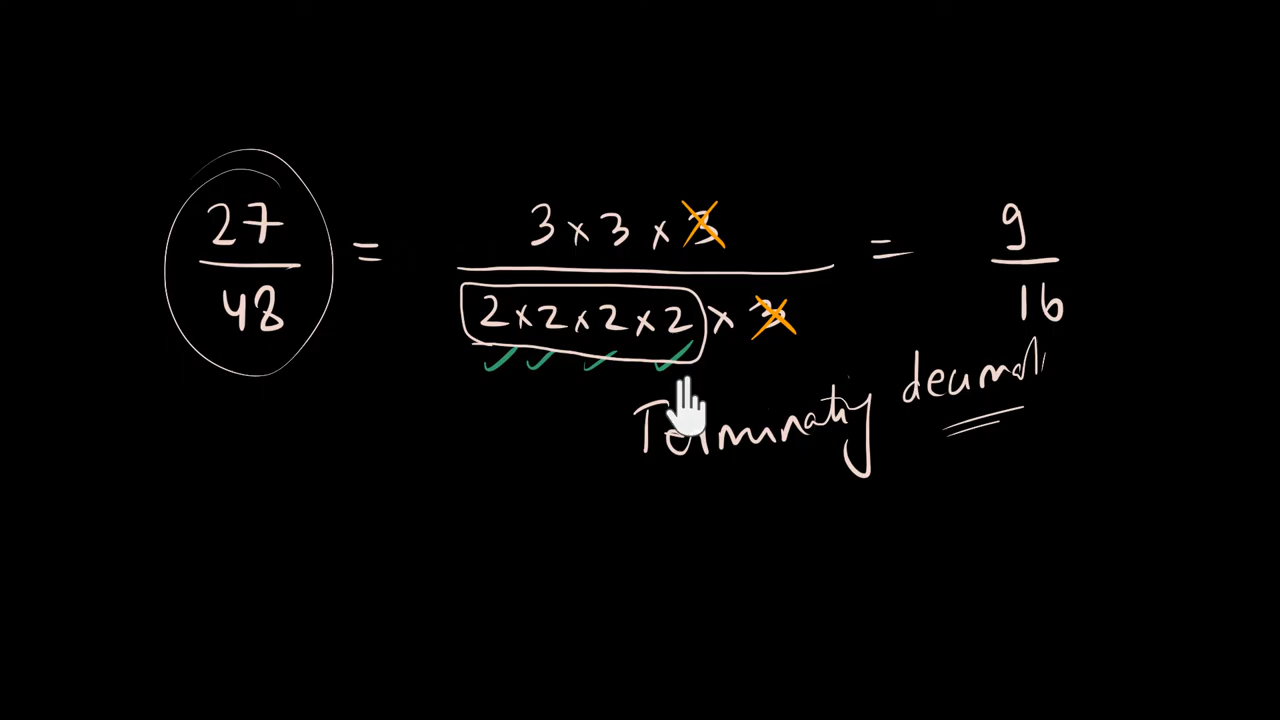 27/48 = 3 × 3 × 3 / 2 × 2 × 2 × 2 × 3 = 9/16
Terminating decimal